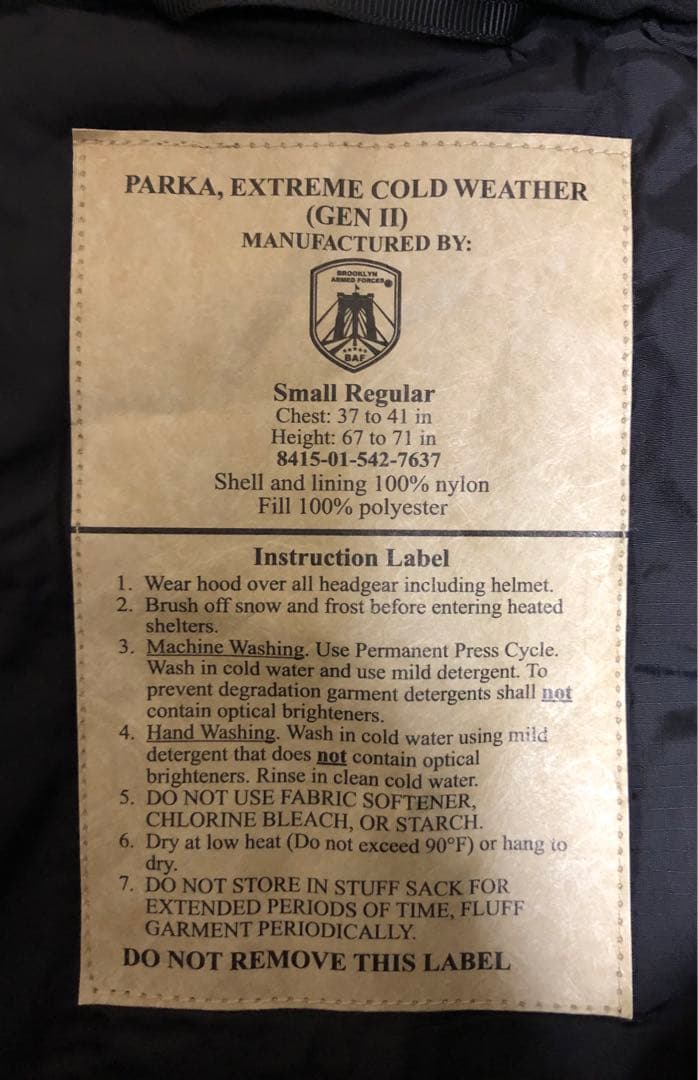 PARKA, EXTREME COLD WEATHER
(GEN II)
MANUFACTURED BY:
BROOKLYN
ARMED FORCES
BAF
Small Regular
Chest: 37 to 41 in
Height: 67 to 71 in
8415-01-542-7637
Shell and lining 100% nylon
Fill 100% polyester
Instruction Label
1. Wear hood over all headgear including helmet.
2. Brush off snow and frost before entering heated
shelters.
3. Machine Washing. Use Permanent Press Cycle.
Wash in cold water and use mild detergent. To
prevent degradation garment detergents shall not
contain optical brighteners.
4. Hand Washing. Wash in cold water using mild
detergent that does not contain optical
brighteners. Rinse in clean cold water.
5. DO NOT USE FABRIC SOFTENER,
CHLORINE BLEACH, OR STARCH.
6. Dry at low heat (Do not exceed 90°F) or hang to
dry.
7. DO NOT STORE IN STUFF SACK FOR
EXTENDED PERIODS OF TIME, FLUFF
GARMENT PERIODICALLY.
DO NOT REMOVE THIS LABEL